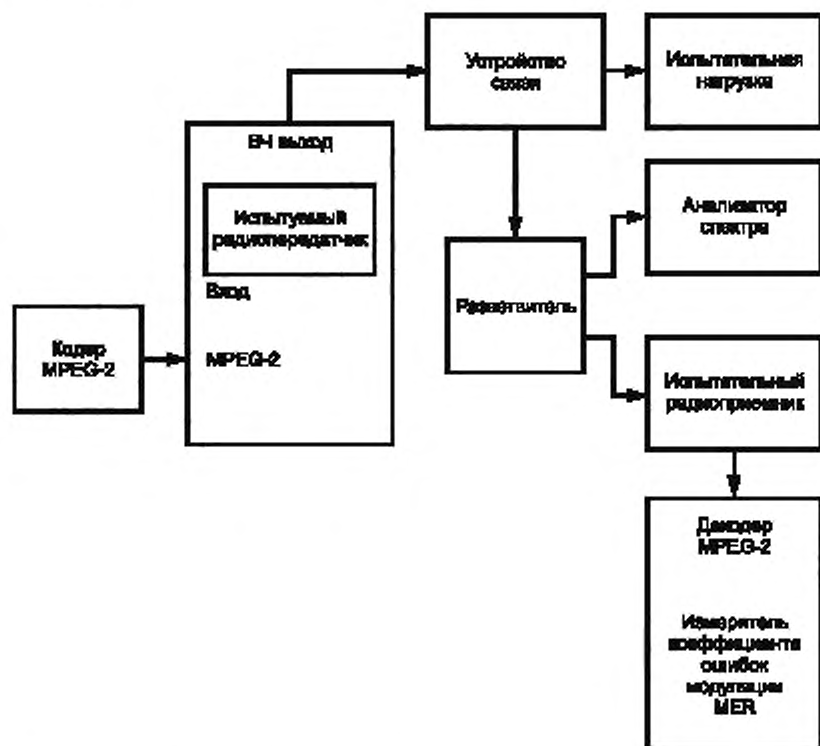 Устройство
связи
Испытательная
нагрузка
ВЧ выход
Испытуемый
радиопередатчик
Вход
MPEG-2
Кодер
MPEG-2
Анализатор
спектра
Разветвитель
Испытательный
радиоприемник
Декодер
MPEG-2
Измеритель
коэффициента
ошибок
модуляции
MER